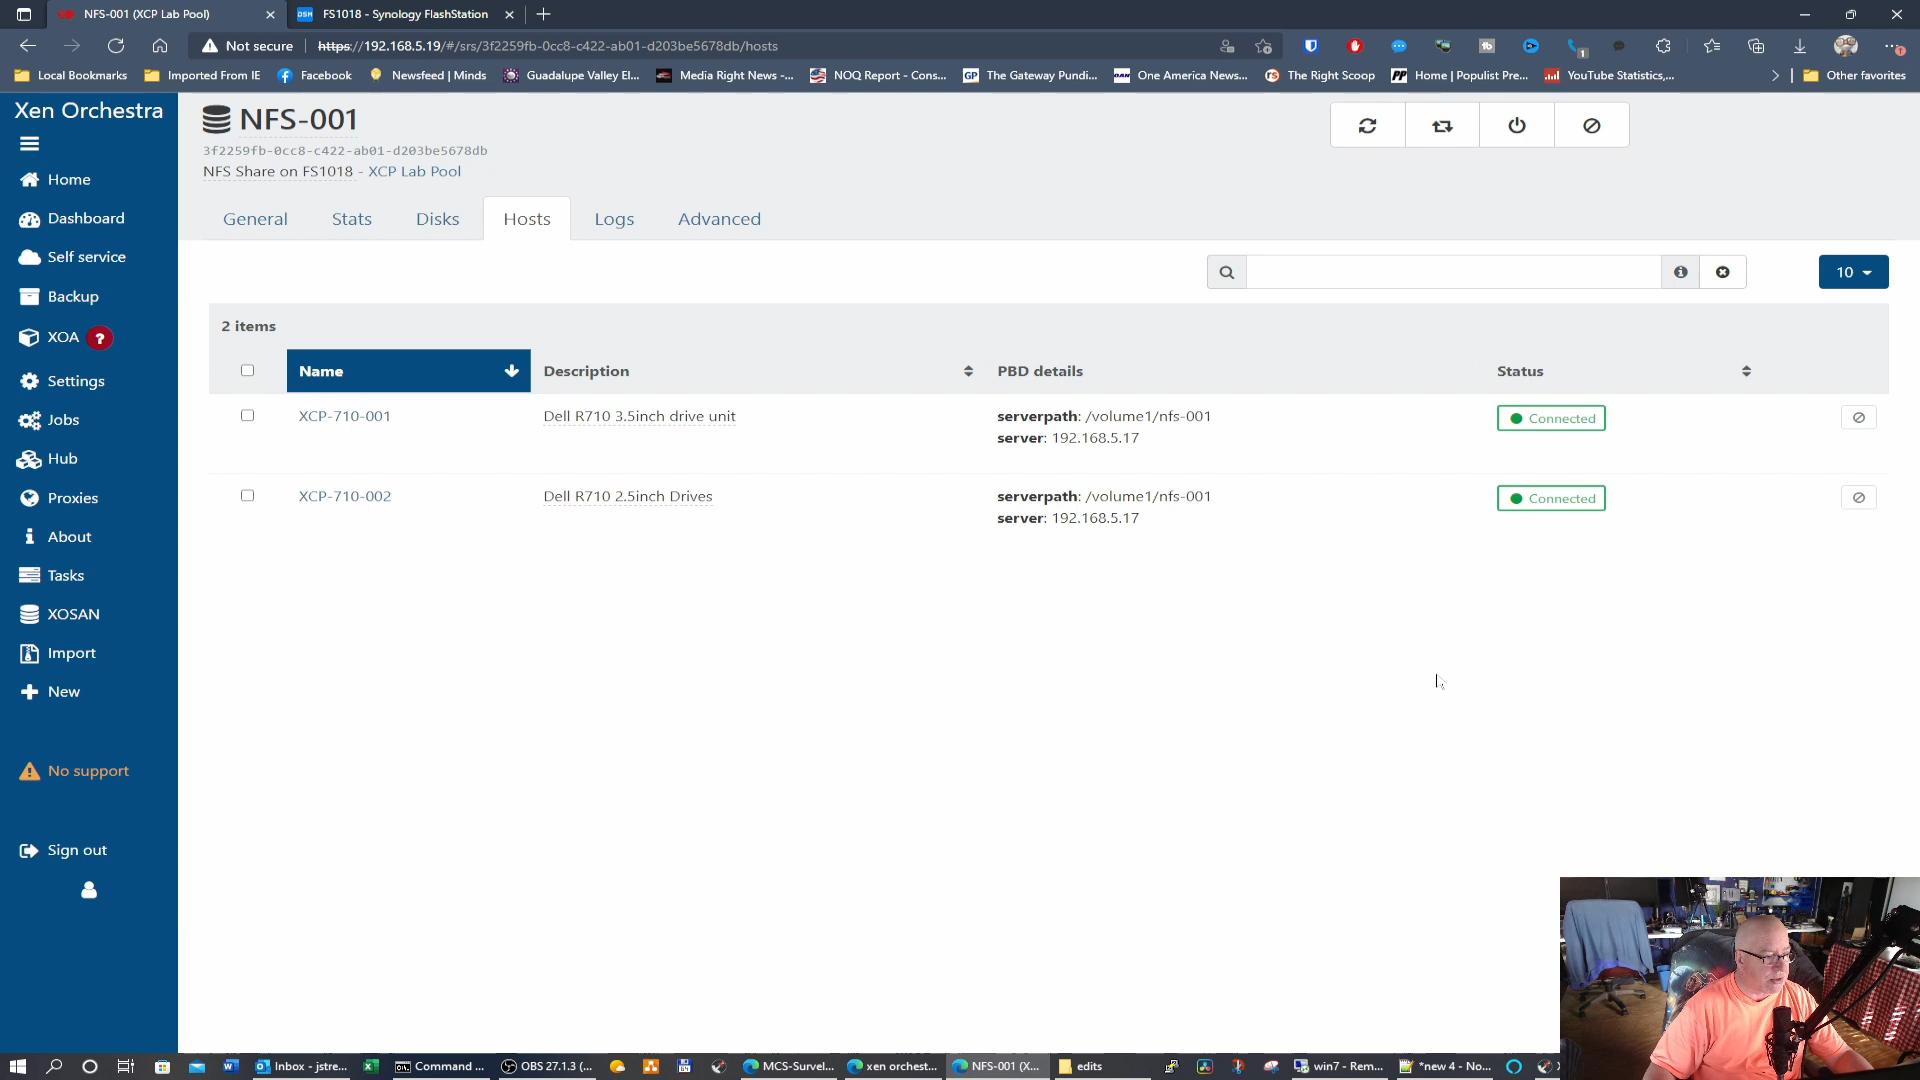 NFS-001 (XCP Lab Pool)
FS1018 - Synology FlashStation
Not secure
https://192.168.5.19/#/srs/3f2259fb-0cc8-c422-ab01-d203be5678db/hosts
Local Bookmarks
Imported From IE
Facebook
Newsfeed | Minds
Guadalupe Valley El...
Media Right News -...
NOQ Report - Cons...
The Gateway Pundi...
One America News...
The Right Scoop
Home | Populist Pre...
YouTube Statistics,...
Other favorites
Xen Orchestra
Home
Dashboard
Self service
Backup
XOA ?
Settings
Jobs
Hub
Proxies
About
Tasks
XOSAN
Import
New
No support
Sign out
NFS-001
3f2259fb-0cc8-c422-ab01-d203be5678db
NFS Share on FS1018 - XCP Lab Pool
General
Stats
Disks
Hosts
Logs
Advanced
10
2 items
Name
Description
PBD details
Status
XCP-710-001
Dell R710 3.5inch drive unit
serverpath: /volume1/nfs-001
server: 192.168.5.17
Connected
XCP-710-002
Dell R710 2.5inch Drives
serverpath: /volume1/nfs-001
server: 192.168.5.17
Connected
Inbox - jstre...
Command ...
OBS 27.1.3 (...
MCS-Survel...
xen orchest...
NFS-001 (X...
edits
win7 - Rem...
*new 4 - No...